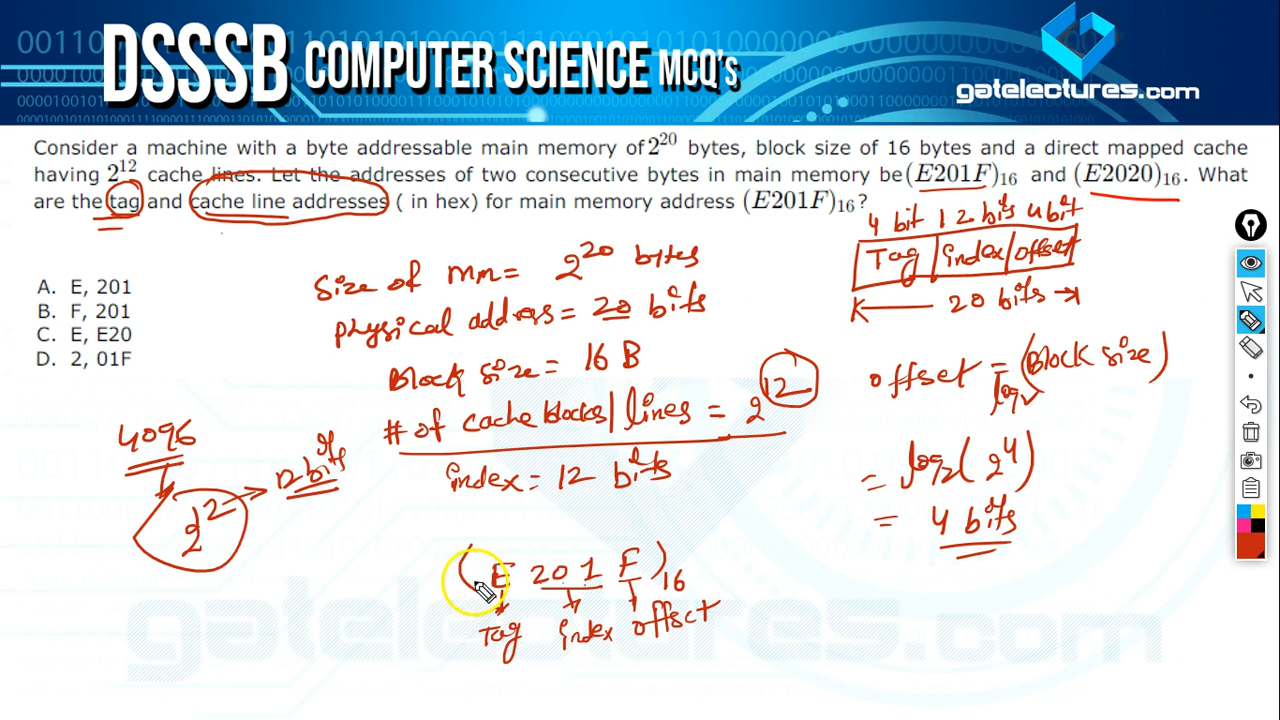 DSSSB COMPUTER SCIENCE MCQ's
gatelectures.com
Consider a machine with a byte addressable main memory of 2^20 bytes, block size of 16 bytes and a direct mapped cache
having 2^12 cache lines. Let the addresses of two consecutive bytes in main memory be (E201F)16 and (E2020)16. What
are the tag and cache line addresses ( in hex) for main memory address (E201F)16?
4 bit 12 bits 4 bit
Tag index offset
20 bits
A. E, 201
B. F, 201
C. E, E20
D. 2, 01F
Size of mm = 2^20 bytes
Physical address = 20 bits
Block size = 16 B
# of cache blocks | lines = 2^12
index = 12 bits
offset = log2 (Block size)
= log2 (2^4)
= 4 bits
4096
2^12
12 bits
(E 201 F)16
Tag index offset
gatelectures.com